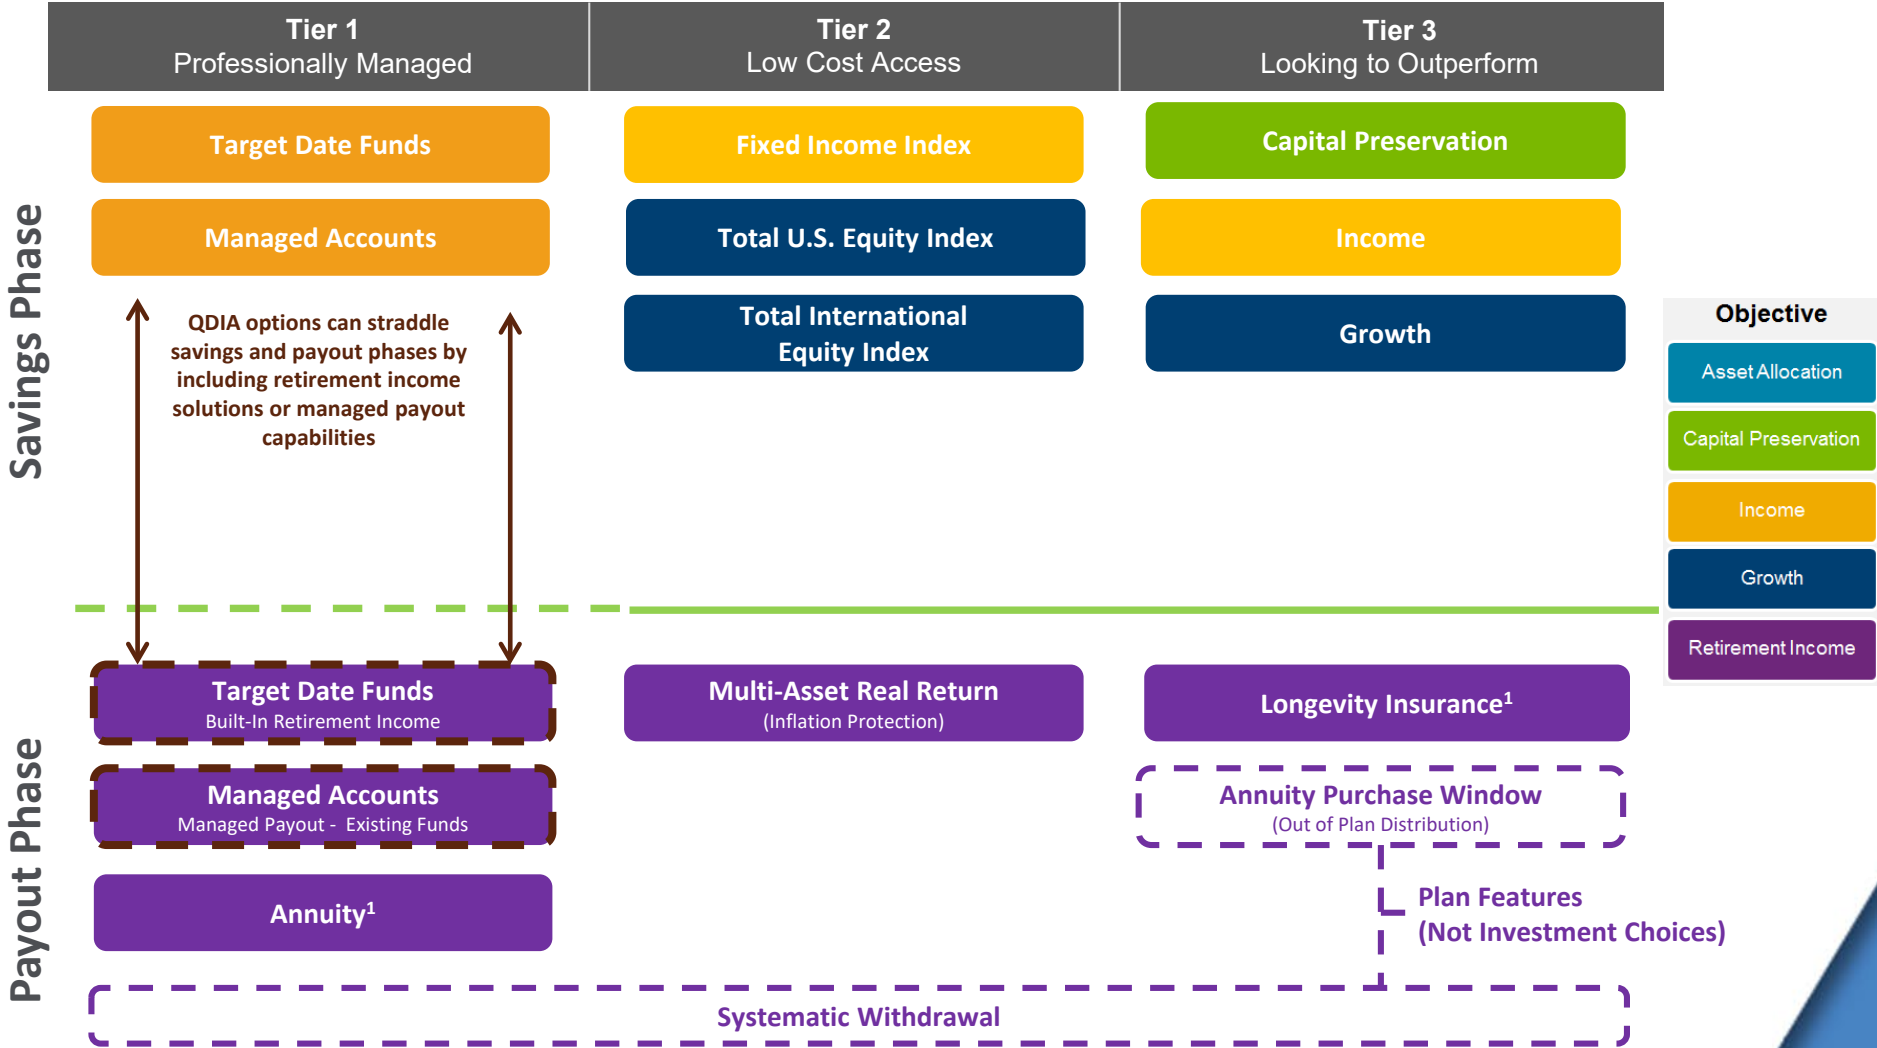 Tier 1
Professionally Managed
Tier 2
Low Cost Access
Tier 3
Looking to Outperform
Savings Phase
Target Date Funds
Fixed Income Index
Capital Preservation
Managed Accounts
Total U.S. Equity Index
Income
QDIA options can straddle
savings and payout phases by
including retirement income
solutions or managed payout
capabilities
Total International
Equity Index
Growth
Objective
Asset Allocation
Capital Preservation
Income
Growth
Retirement Income
Payout Phase
Target Date Funds
Built-In Retirement Income
Multi-Asset Real Return
(Inflation Protection)
Longevity Insurance¹
Managed Accounts
Managed Payout - Existing Funds
Annuity Purchase Window
(Out of Plan Distribution)
Annuity¹
Plan Features
(Not Investment Choices)
Systematic Withdrawal